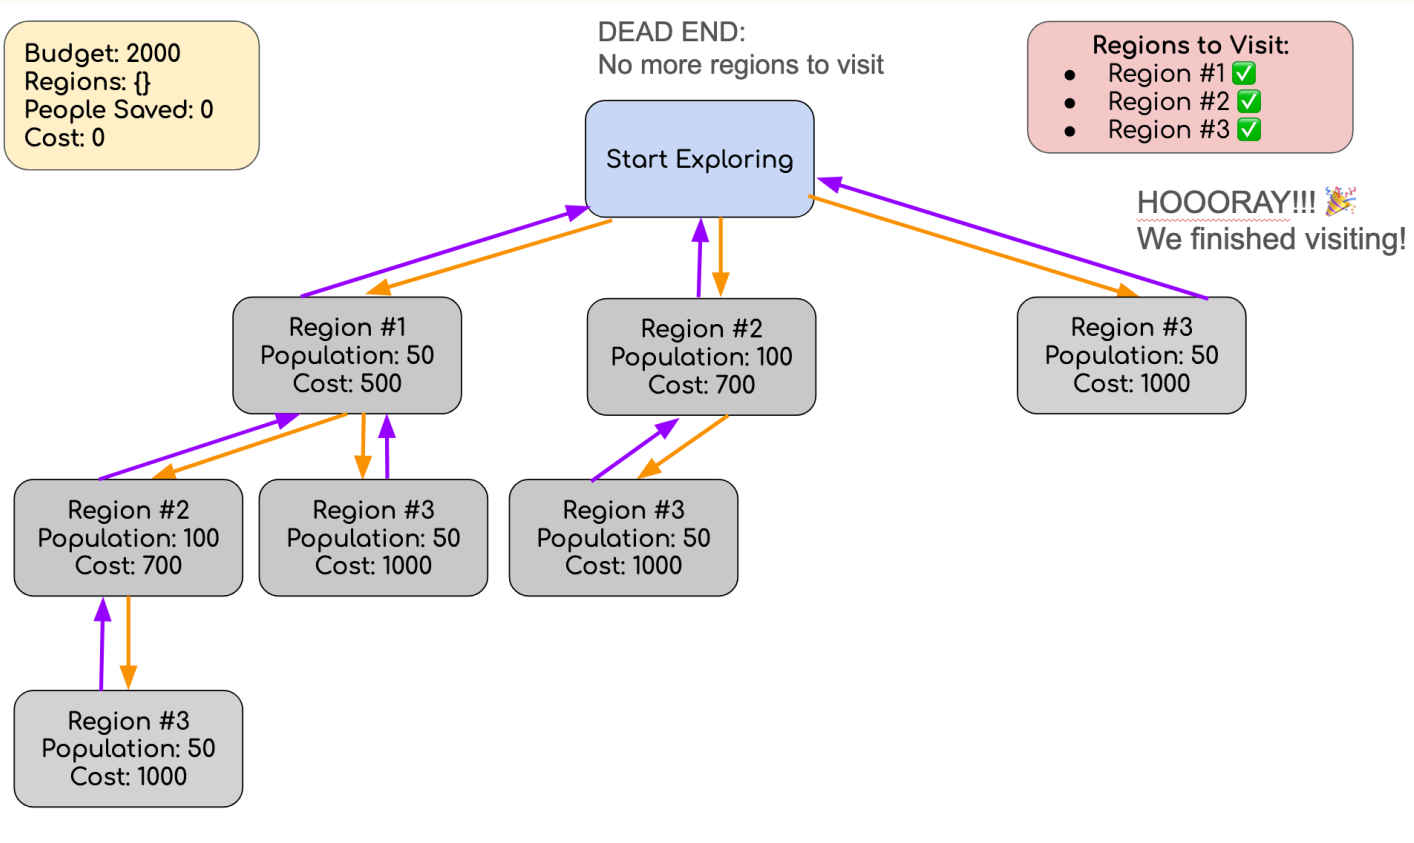 Budget: 2000
Regions: {}
People Saved: 0
Cost: 0
DEAD END:
No more regions to visit
Regions to Visit:
● Region #1 ✅
● Region #2 ✅
● Region #3 ✅
Start Exploring
HOOORAY!!! 🎉
We finished visiting!
Region #1
Population: 50
Cost: 500
Region #2
Population: 100
Cost: 700
Region #3
Population: 50
Cost: 1000
Region #2
Population: 100
Cost: 700
Region #3
Population: 50
Cost: 1000
Region #3
Population: 50
Cost: 1000
Region #3
Population: 50
Cost: 1000